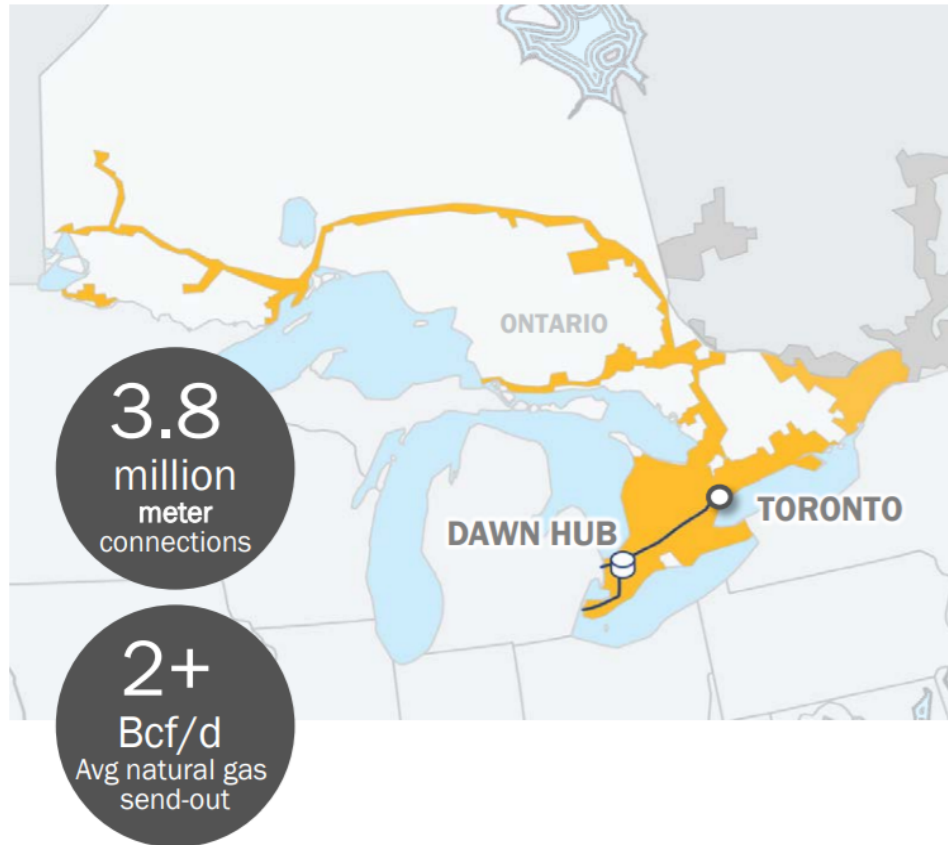 ONTARIO
3.8
million
meter
connections
DAWN HUB
TORONTO
2+
Bcf/d
Avg natural gas
send-out